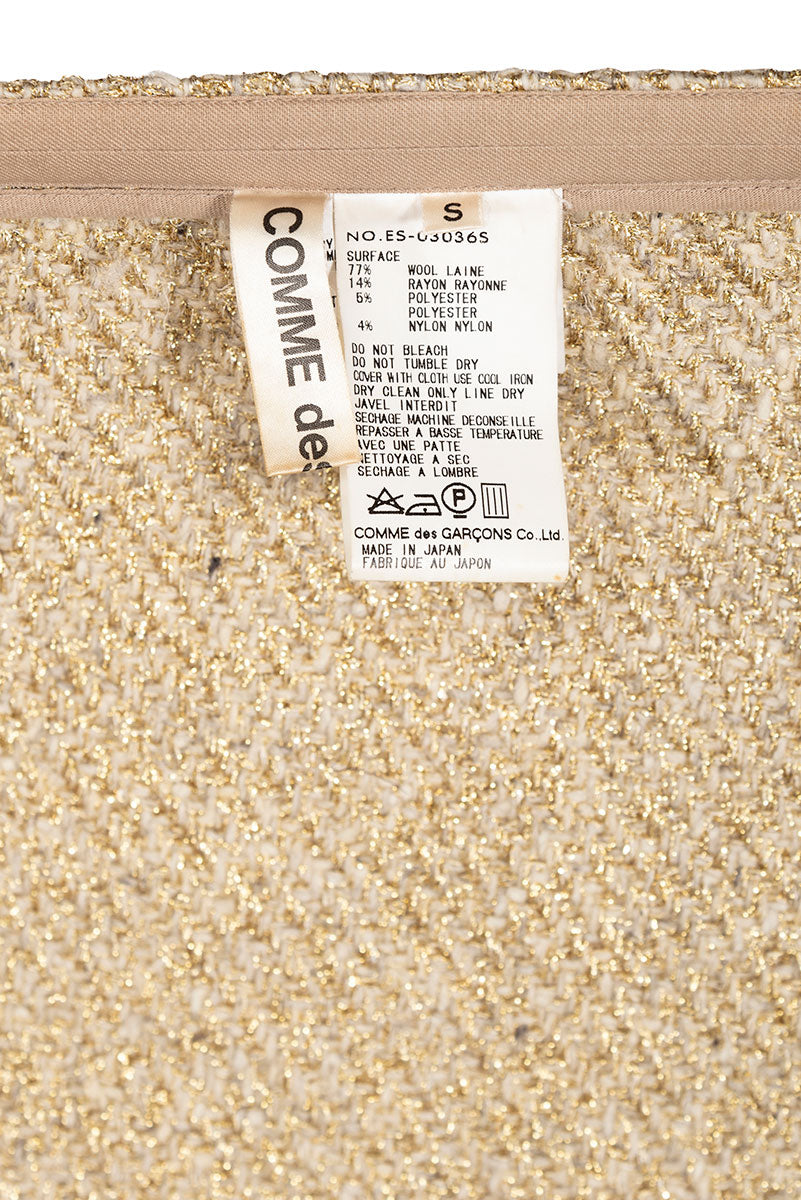 COMME des
S
NO.ES-03036S
SURFACE
77% WOOL LAINE
14% RAYON RAYONNE
5% POLYESTER
POLYESTER
4% NYLON NYLON
DO NOT BLEACH
DO NOT TUMBLE DRY
COVER WITH CLOTH USE COOL IRON
DRY CLEAN ONLY LINE DRY
JAVEL INTERDIT
SECHAGE MACHINE DECONSEILLE
REPASSER A BASSE TEMPERATURE
AVEC UNE PATTE
NETTOYAGE A SEC
SECHAGE A LOMBRE
P
COMME des GARÇONS Co.,Ltd.
MADE IN JAPAN
FABRIQUE AU JAPON